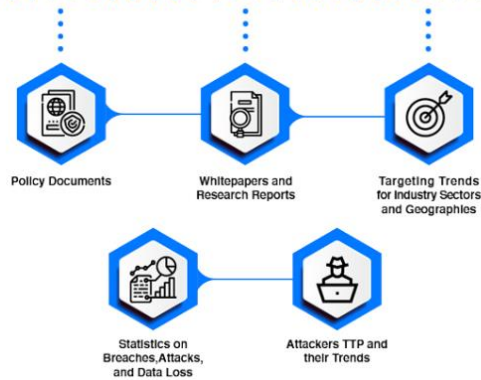 Policy Documents
Whitepapers and
Research Reports
Targeting Trends
for Industry Sectors
and Geographies
Statistics on
Breaches,Attacks,
and Data Loss
Attackers TTP and
their Trends